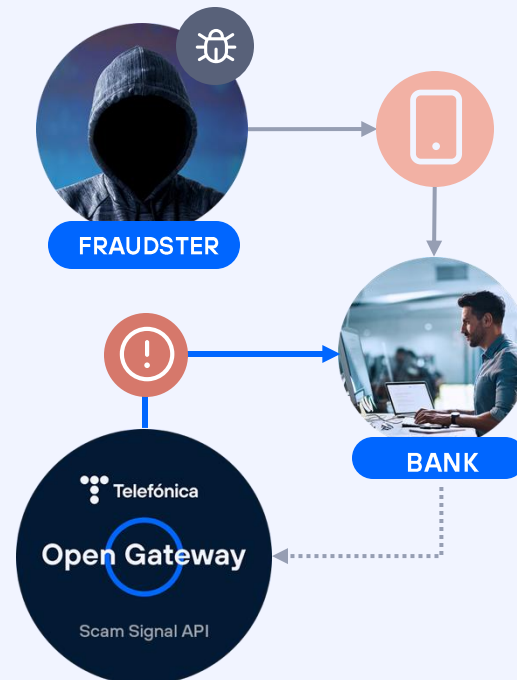 FRAUDSTER
BANK
Telefónica
Open Gateway
Scam Signal API